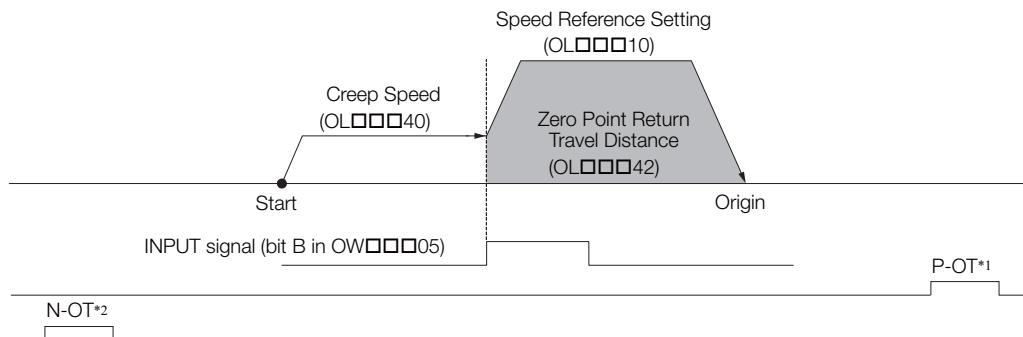 Speed Reference Setting
(OL□□□10)
Creep Speed
(OL□□□40)
Zero Point Return
Travel Distance
(OL□□□42)
Start
Origin
INPUT signal (bit B in OW□□□05)
P-OT*1
N-OT*2